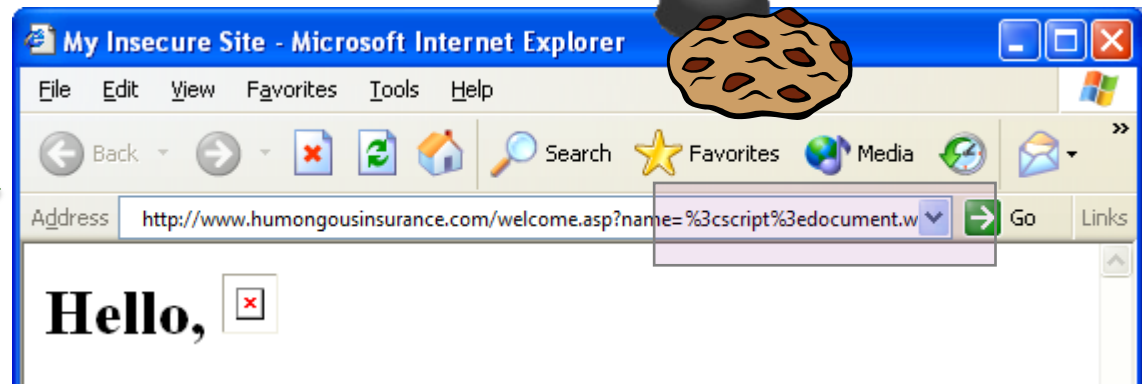 My Insecure Site - Microsoft Internet Explorer
File Edit View Favorites Tools Help
Back Search Favorites Media »
Address http://www.humongousinsurance.com/welcome.asp?name=%3cscript%3edocument.w Go Links
Hello,